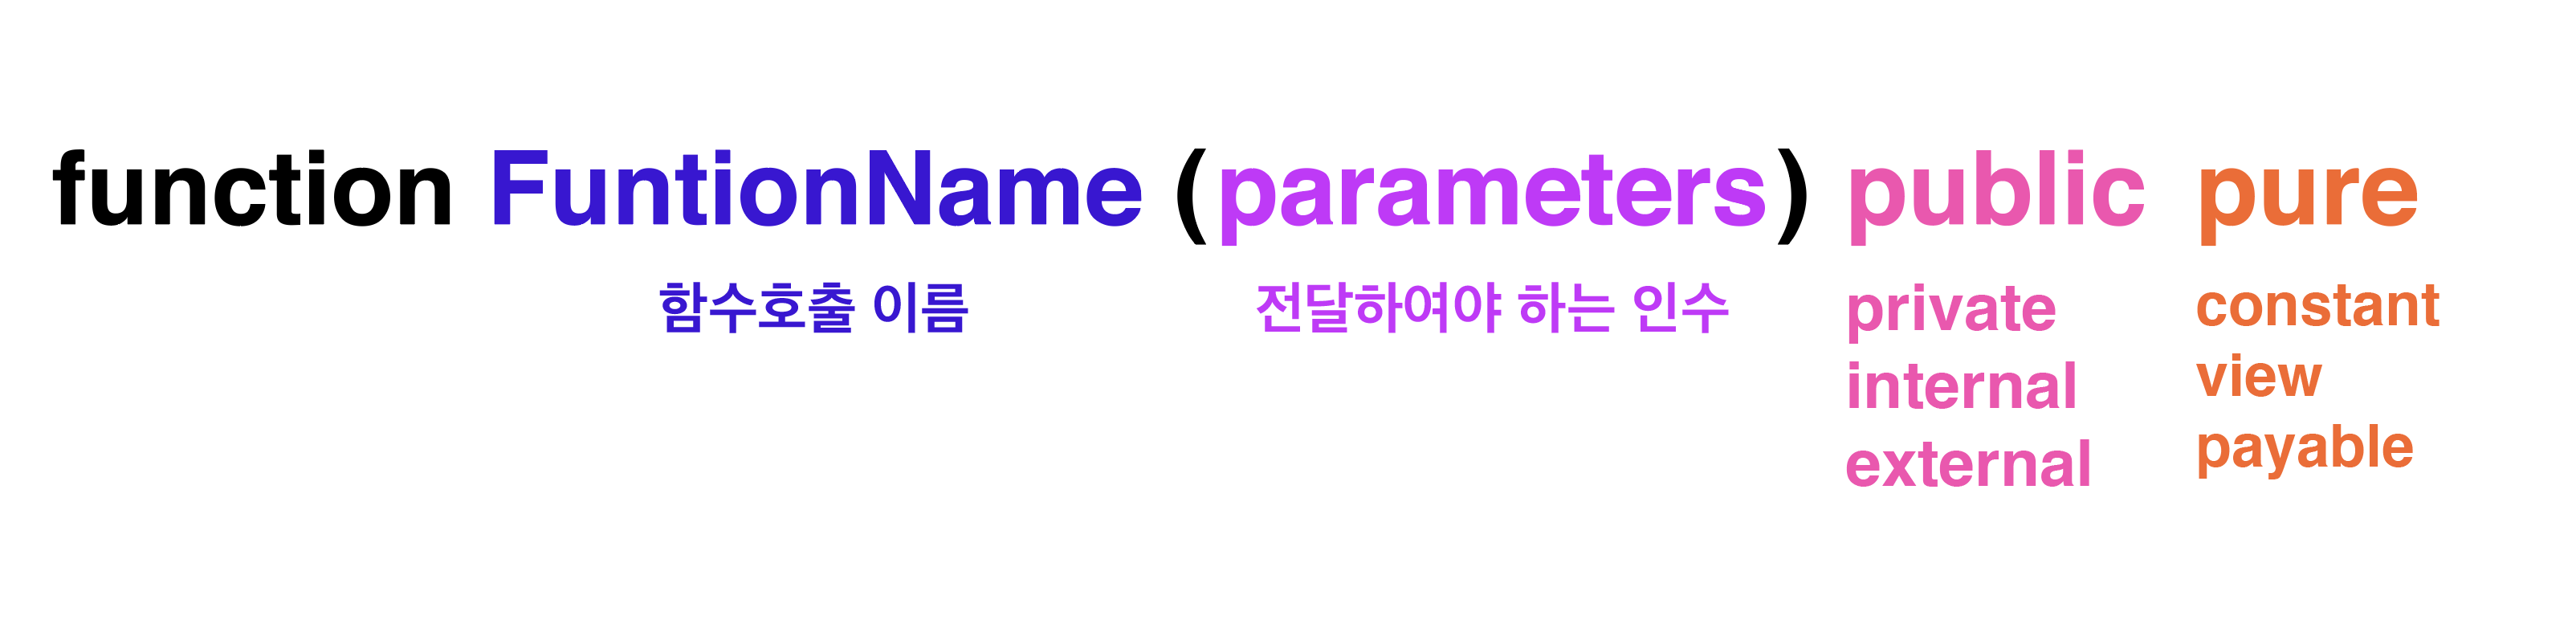 function FuntionName (parameters) public pure
함수호출 이름 전달하여야 하는 인수
private constant
internal view
external payable